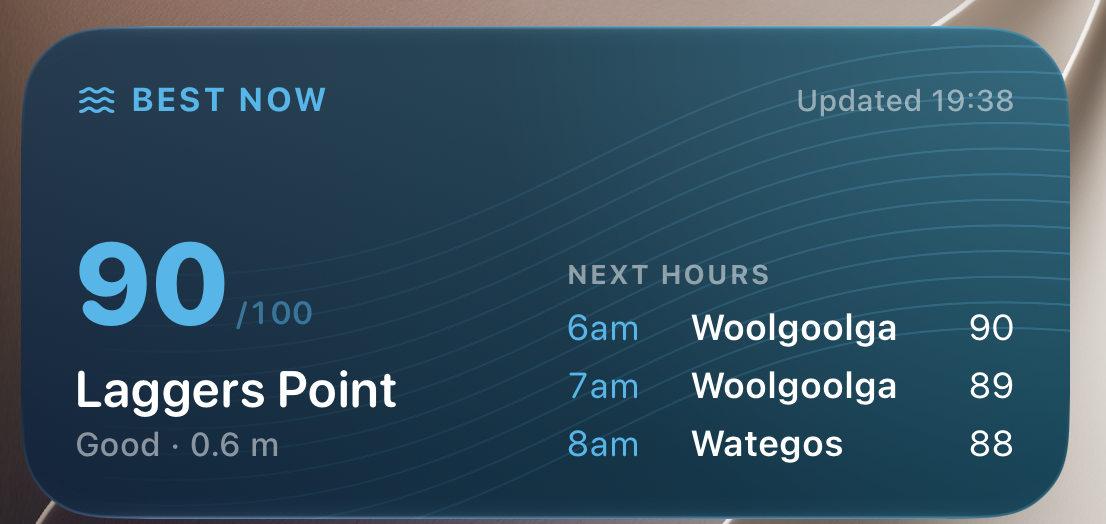 BEST NOW
Updated 19:38
90 /100
Laggers Point
Good · 0.6 m
NEXT HOURS
6am Woolgoolga 90
7am Woolgoolga 89
8am Wategos 88